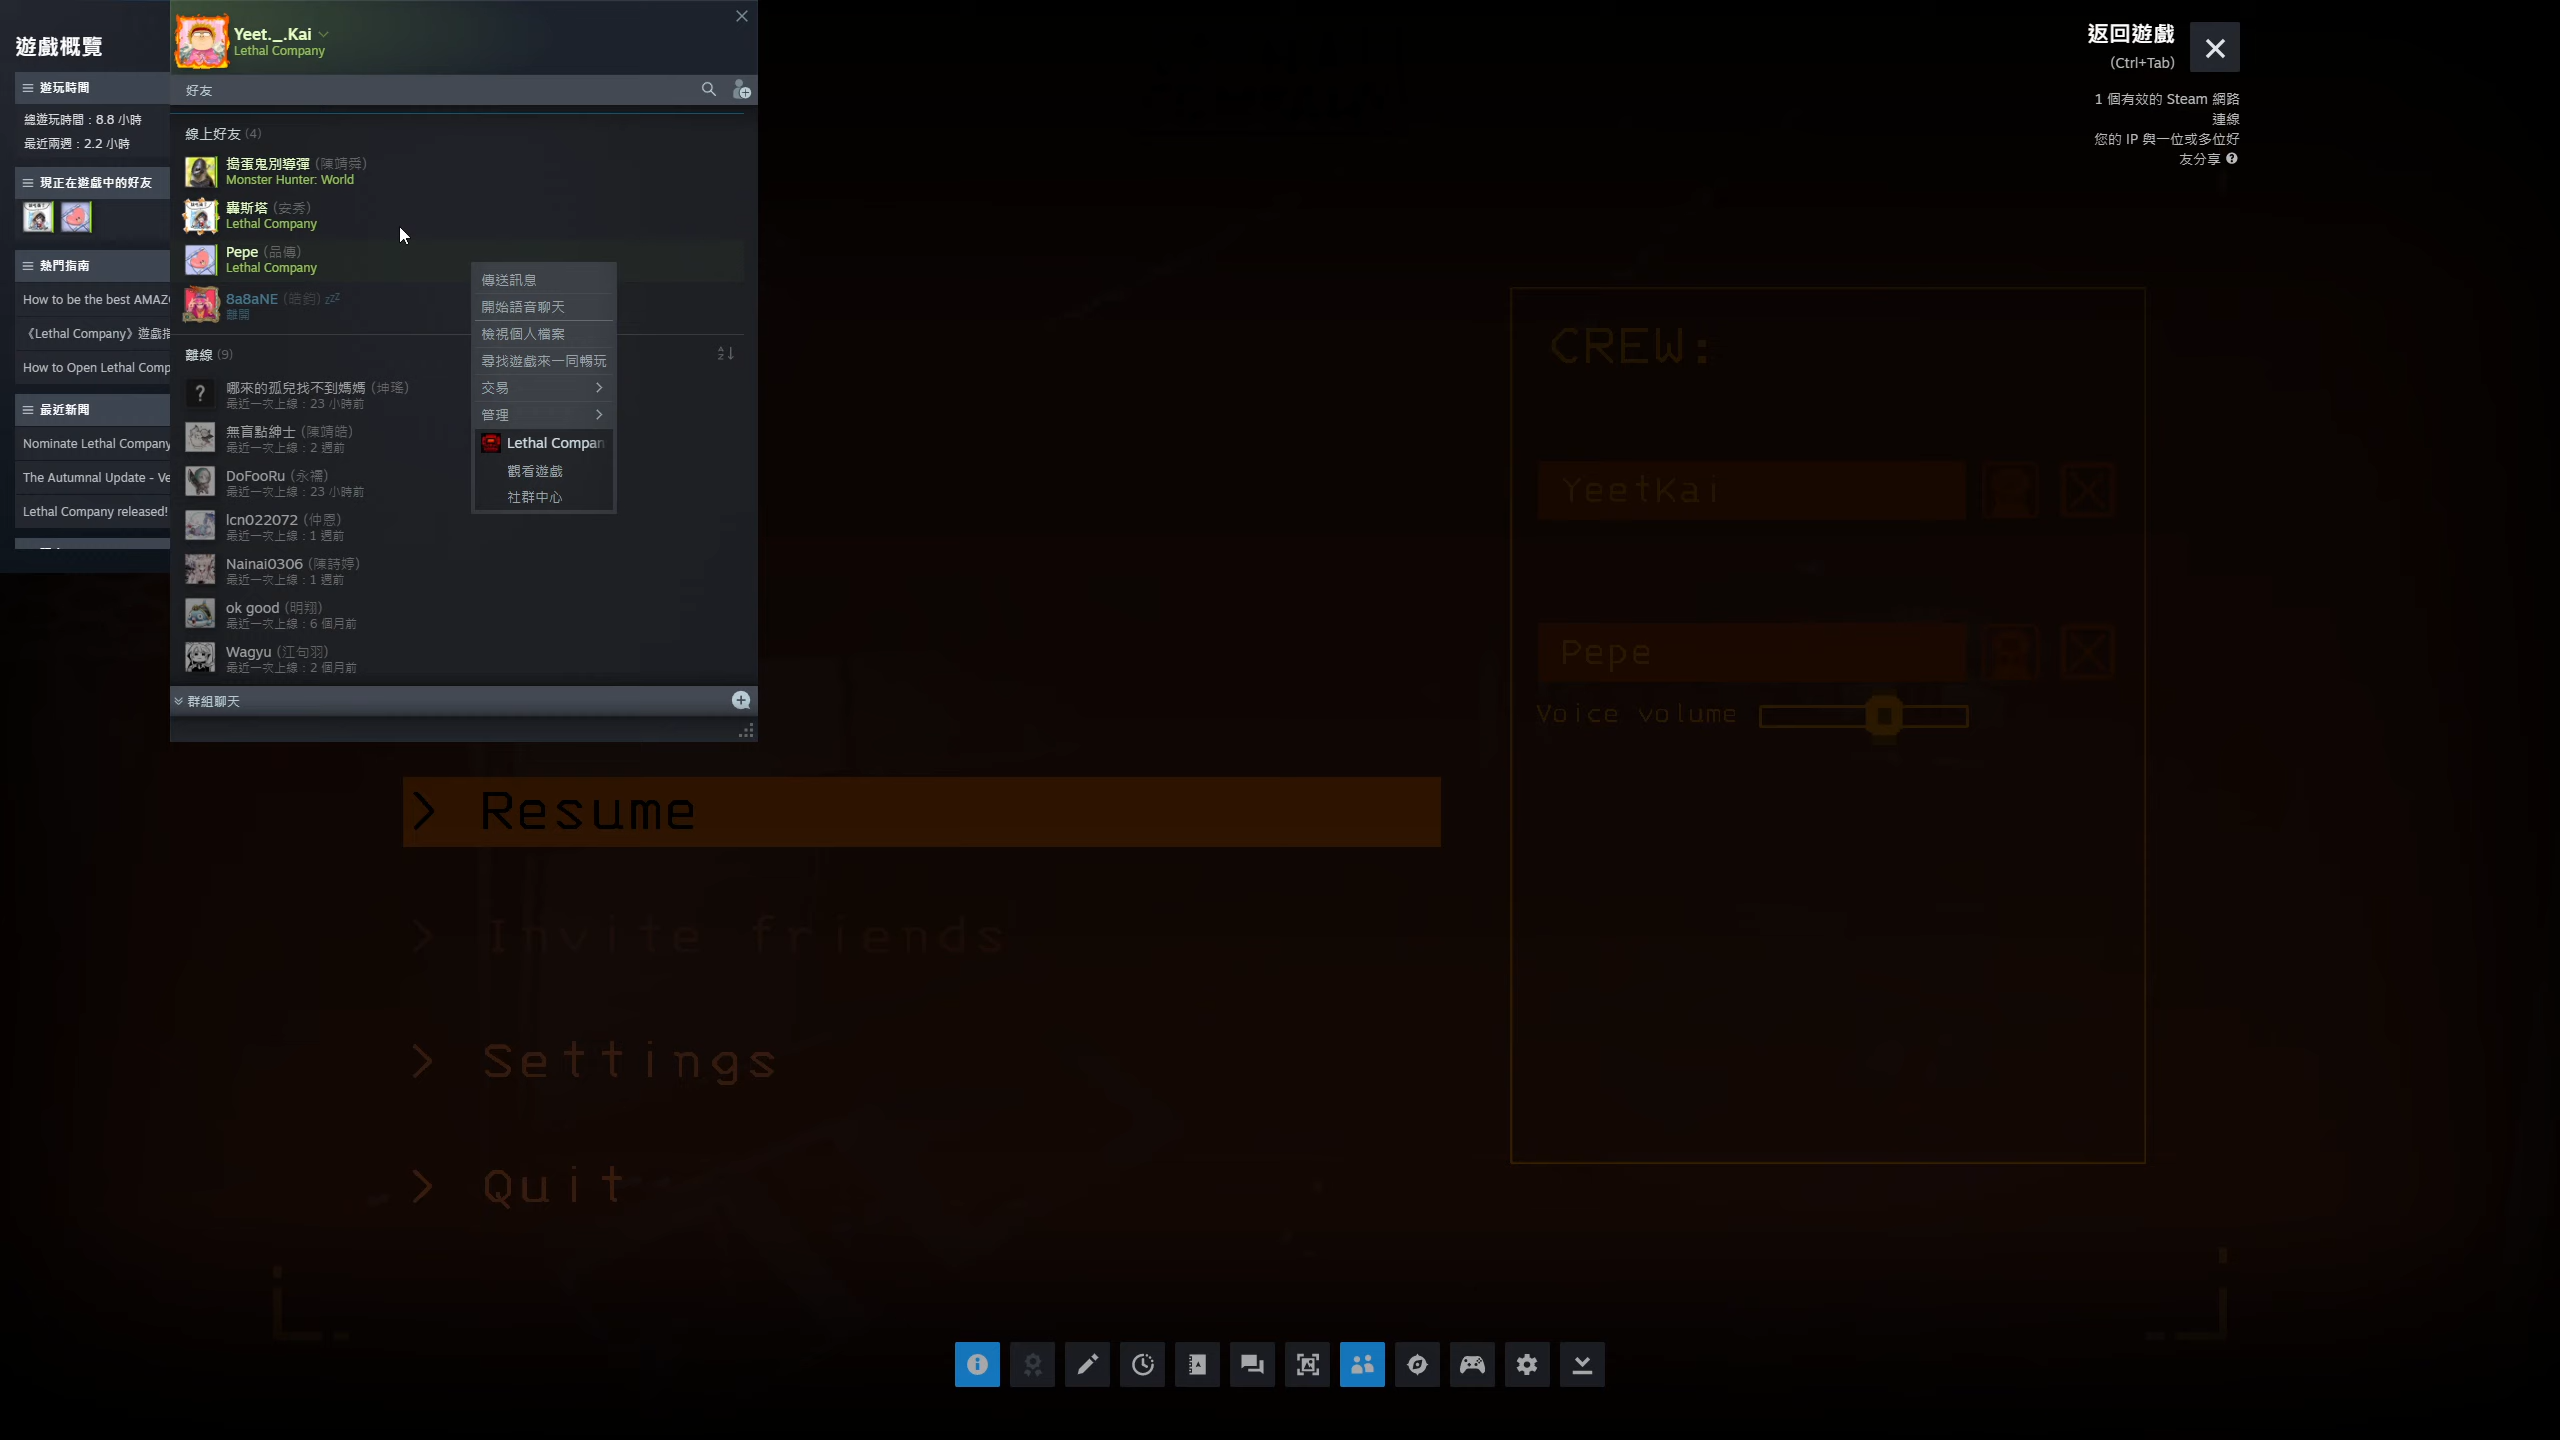 遊戲概覽
遊玩時間
總遊玩時間：8.8 小時
最近兩週：2.2 小時
現正在遊戲中的好友
熱門指南
How to be the best AMAZO
《Lethal Company》遊戲指
How to Open Lethal Comp
最近新聞
Nominate Lethal Company
The Autumnal Update - Ve
Lethal Company released!
Yeet._.Kai
Lethal Company
好友
線上好友 (4)
搗蛋鬼別導彈 (陳靖舜)
Monster Hunter: World
轟斯塔 (安秀)
Lethal Company
Pepe (品傳)
Lethal Company
8a8aNE (皓鈞) zzZ
離開
離線 (9)
哪來的孤兒找不到媽媽 (坤瑤)
最近一次上線：23 小時前
無盲點紳士 (陳靖皓)
最近一次上線：2 週前
DoFooRu (永禠)
最近一次上線：23 小時前
lcn022072 (仲恩)
最近一次上線：1 週前
Nainai0306 (陳詩婷)
最近一次上線：1 週前
ok good (明翔)
最近一次上線：6 個月前
Wagyu (江句羽)
最近一次上線：2 個月前
群組聊天
傳送訊息
開始語音聊天
檢視個人檔案
尋找遊戲來一同暢玩
交易
管理
Lethal Compan
觀看遊戲
社群中心
返回遊戲
(Ctrl+Tab)
1 個有效的 Steam 網路
連線
您的 IP 與一位或多位好
友分享
CREW:
YeetKai
Pepe
Voice volume
> Resume
> Invite friends
> Settings
> Quit